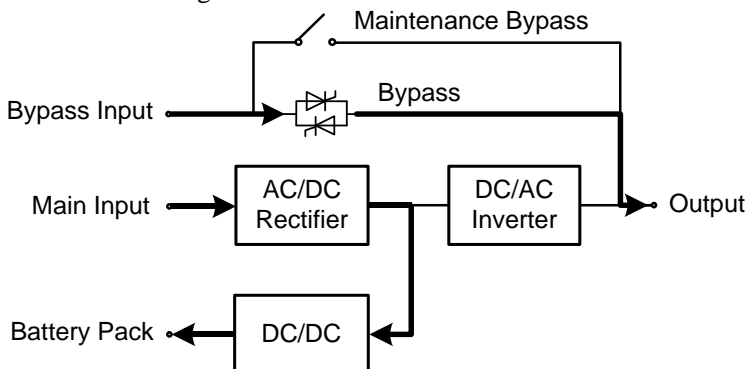 Maintenance Bypass
Bypass Input
Bypass
Main Input
AC/DC
Rectifier
DC/AC
Inverter
Output
Battery Pack
DC/DC